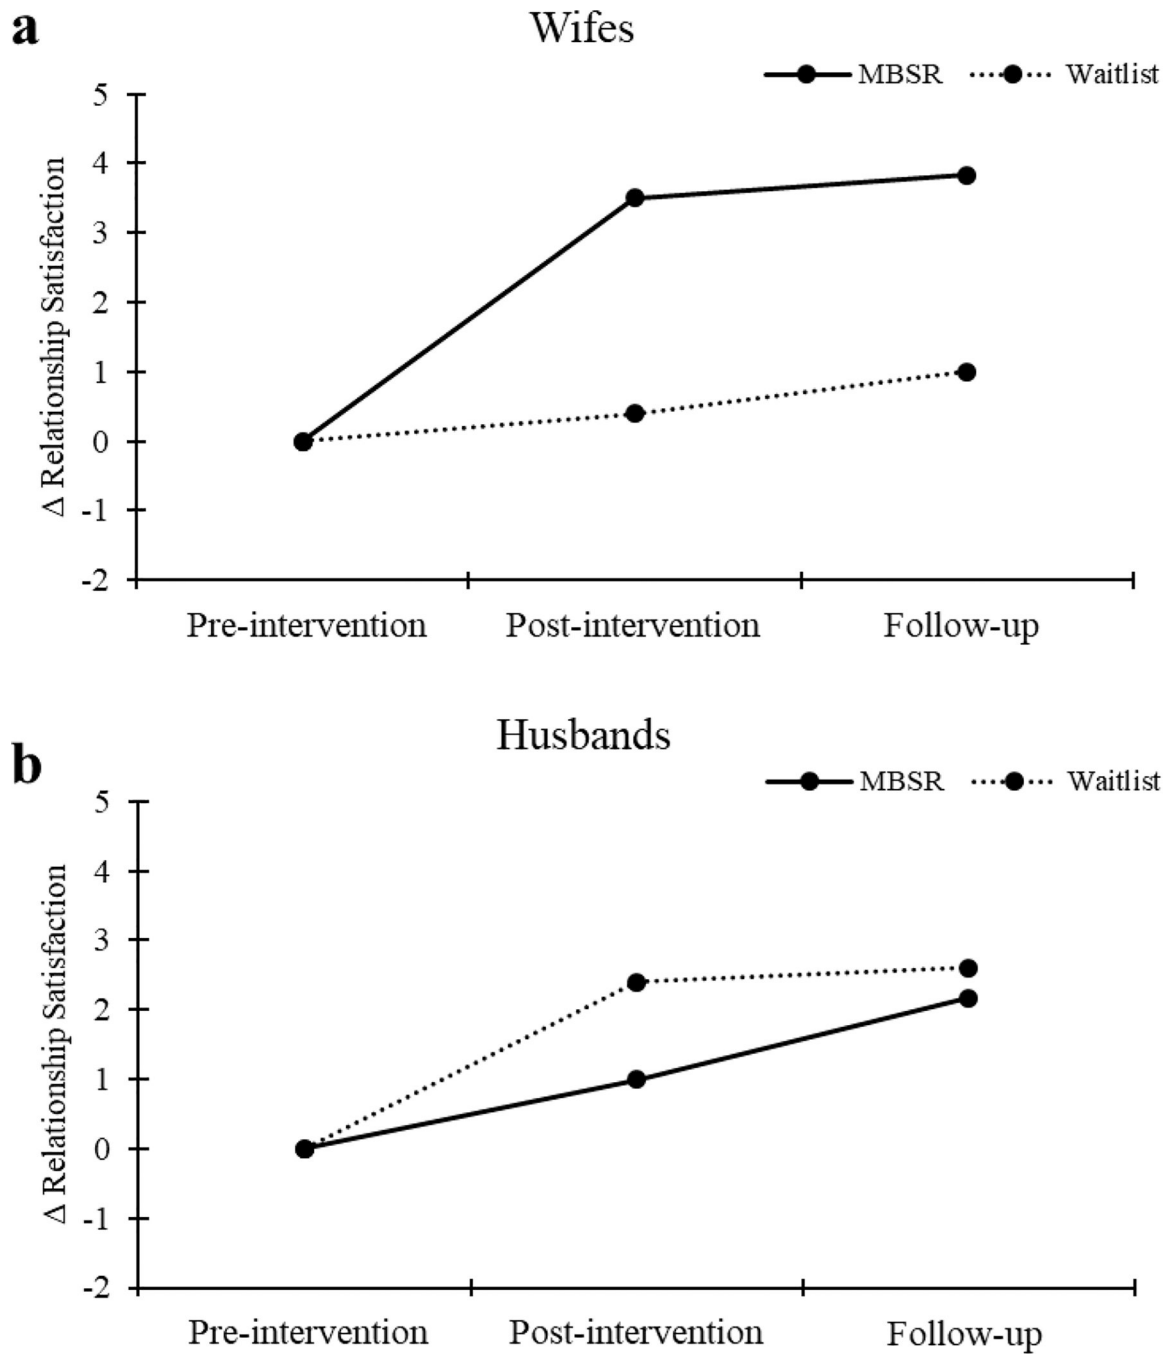 a
Wifes
MBSR
Waitlist
Δ Relationship Satisfaction
5
4
3
2
1
0
-1
-2
Pre-intervention
Post-intervention
Follow-up
b
Husbands
MBSR
Waitlist
Δ Relationship Satisfaction
5
4
3
2
1
0
-1
-2
Pre-intervention
Post-intervention
Follow-up